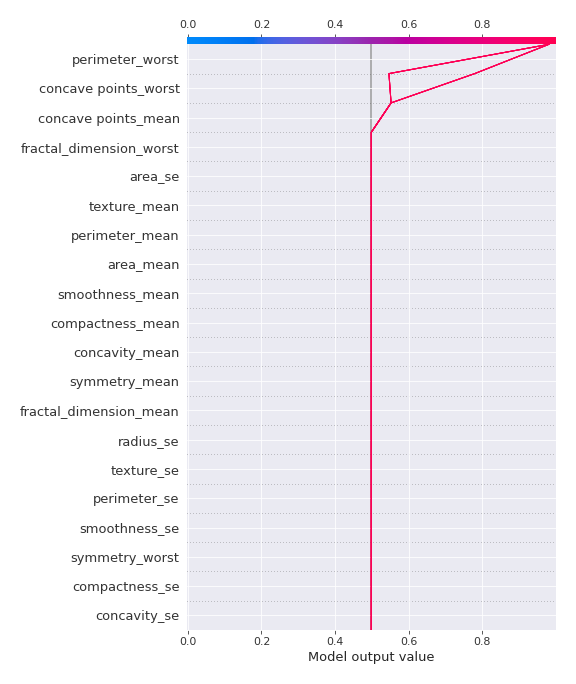 0.0 0.2 0.4 0.6 0.8
perimeter_worst
concave points_worst
concave points_mean
fractal_dimension_worst
area_se
texture_mean
perimeter_mean
area_mean
smoothness_mean
compactness_mean
concavity_mean
symmetry_mean
fractal_dimension_mean
radius_se
texture_se
perimeter_se
smoothness_se
symmetry_worst
compactness_se
concavity_se
0.0 0.2 0.4 0.6 0.8
Model output value